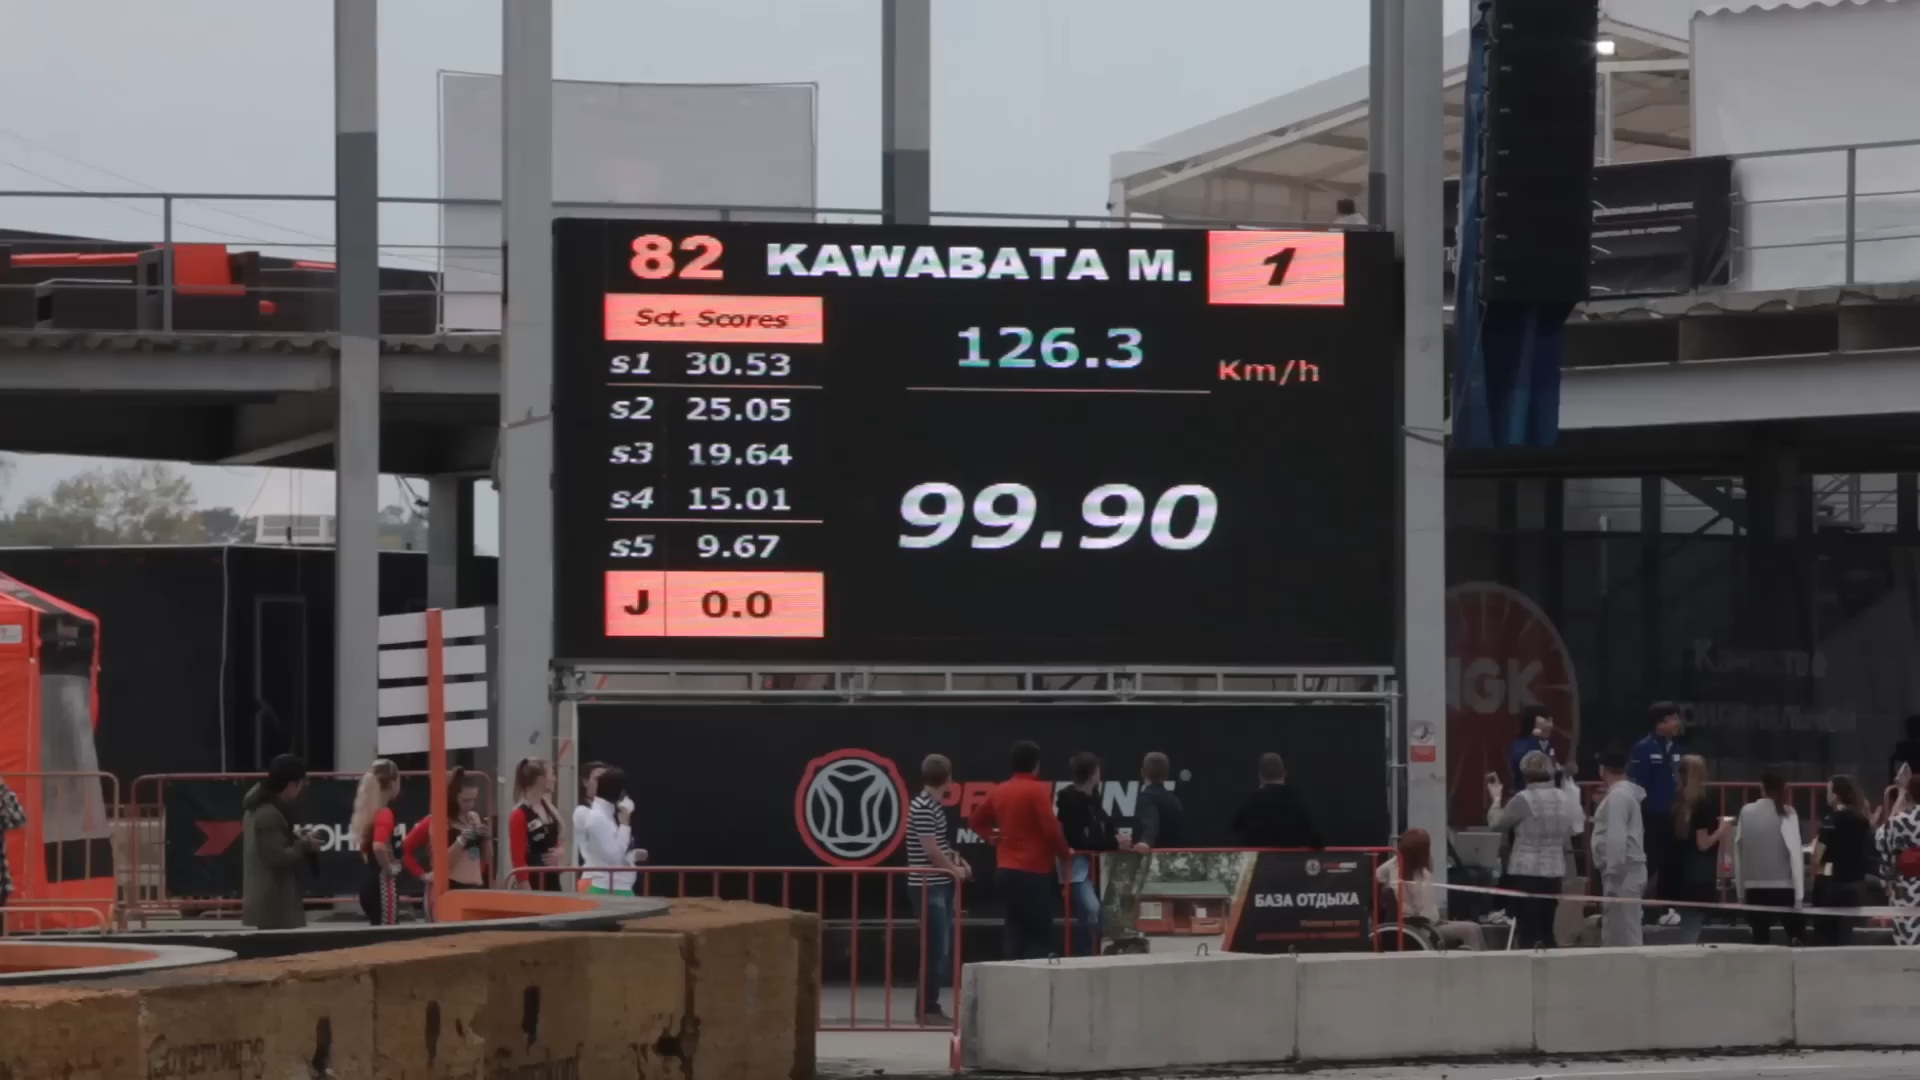 82 KAWABATA M. 1
Sct. Scores
126.3 Km/h
s1 30.53
s2 25.05
s3 19.64
s4 15.01
s5 9.67
99.90
J 0.0
NGK
БАЗА ОТДЫХА